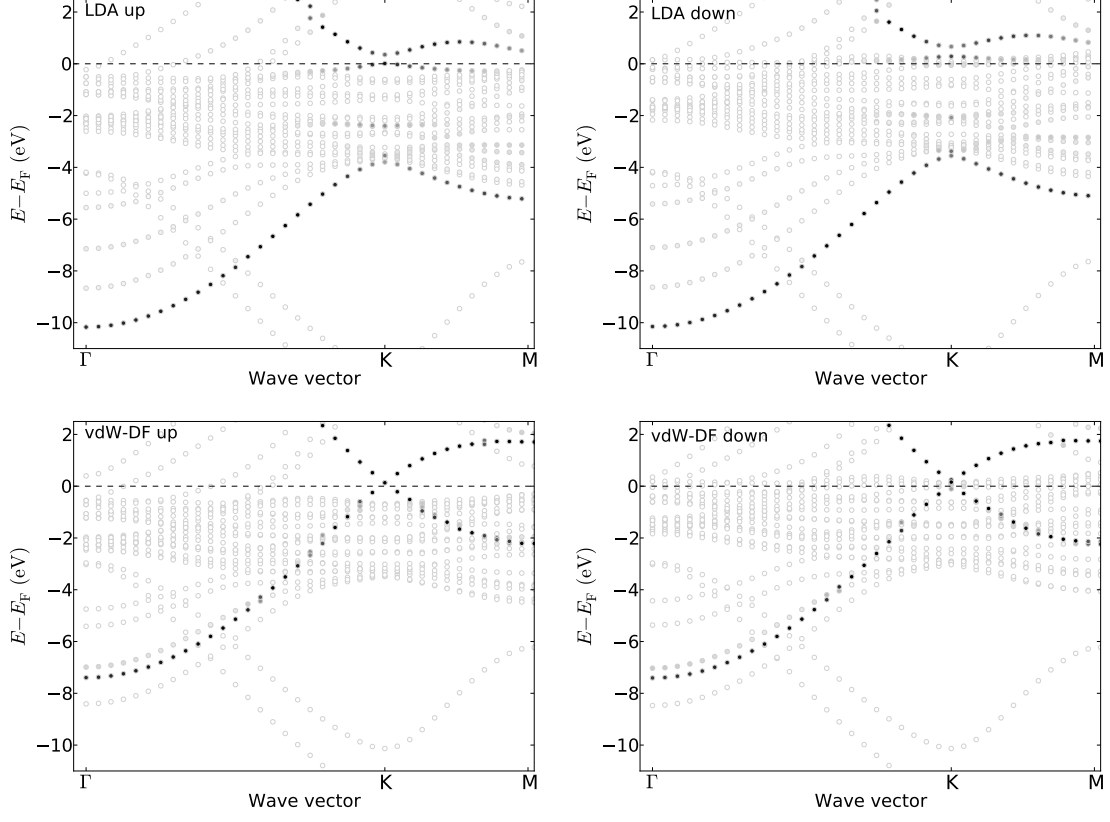 LDA up
2
0
−2
−4
−6
−8
−10
E−E_F (eV)
Γ K M
Wave vector
LDA down
2
0
−2
−4
−6
−8
−10
E−E_F (eV)
Γ K M
Wave vector
vdW-DF up
2
0
−2
−4
−6
−8
−10
E−E_F (eV)
Γ K M
Wave vector
vdW-DF down
2
0
−2
−4
−6
−8
−10
E−E_F (eV)
Γ K M
Wave vector